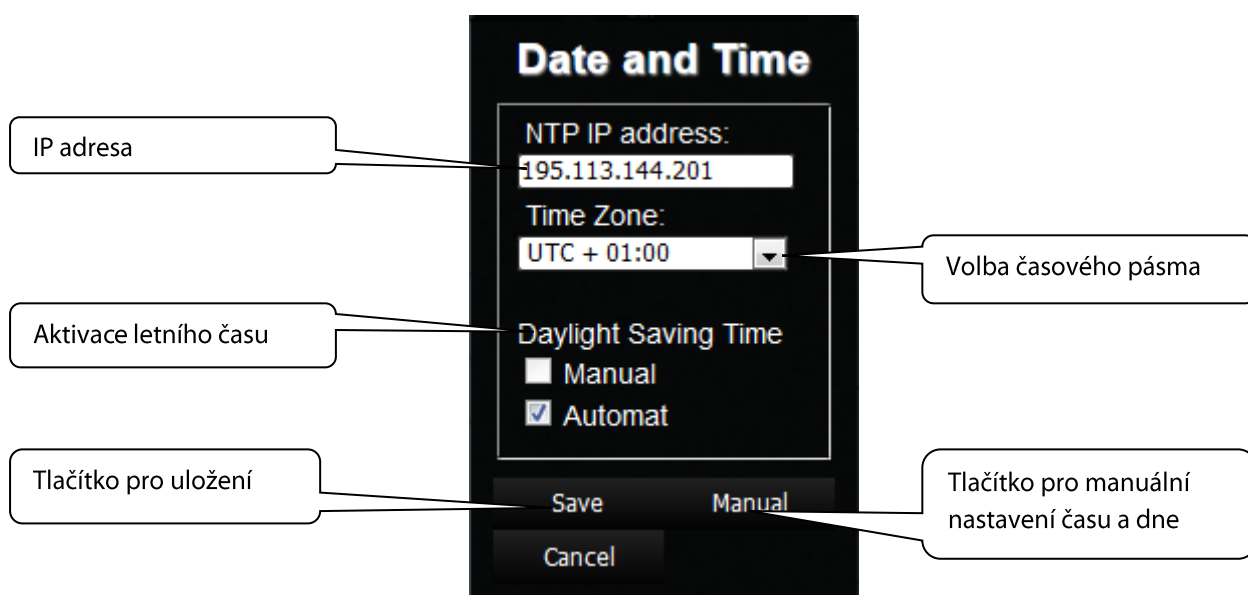 Date and Time
IP adresa
NTP IP address:
195.113.144.201
Time Zone:
UTC + 01:00
Volba časového pásma
Aktivace letního času
Daylight Saving Time
Manual
Automat
Tlačítko pro uložení
Save
Manual
Tlačítko pro manuální
nastavení času a dne
Cancel